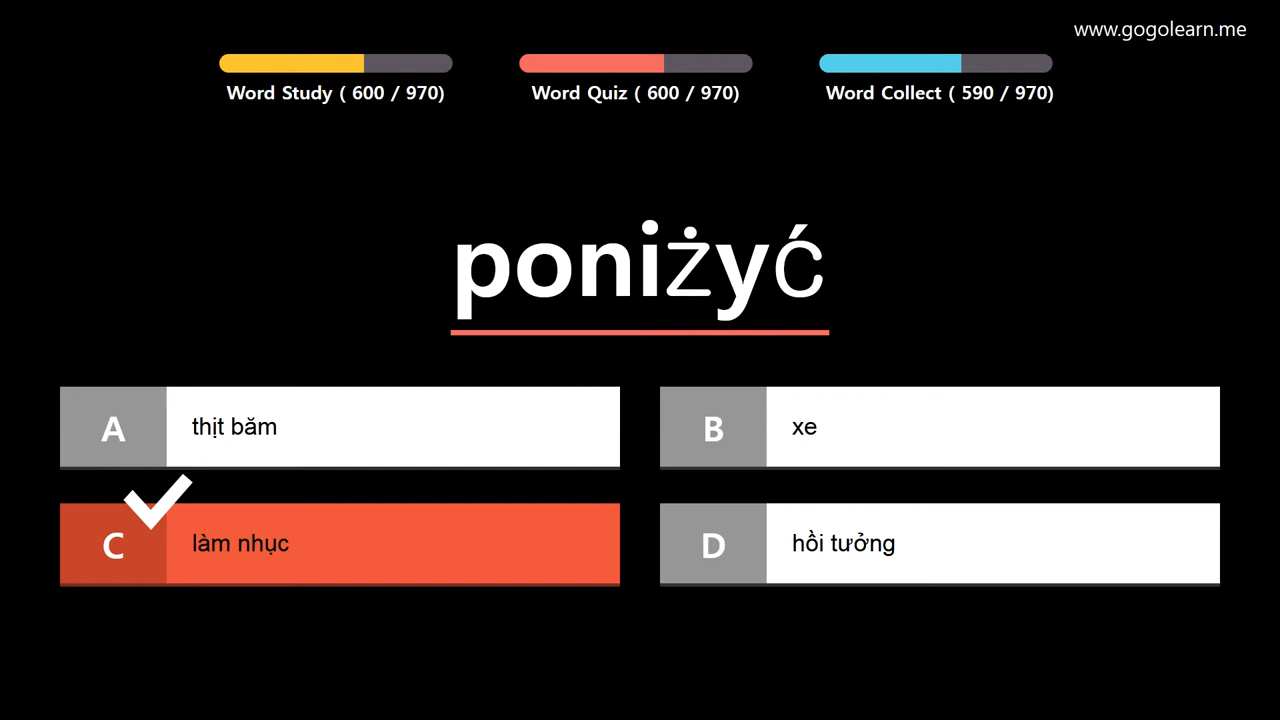 www.gogolearn.me
Word Study ( 600 / 970)
Word Quiz ( 600 / 970)
Word Collect ( 590 / 970)
poniżyć
A thịt băm
B xe
C làm nhục
D hồi tưởng